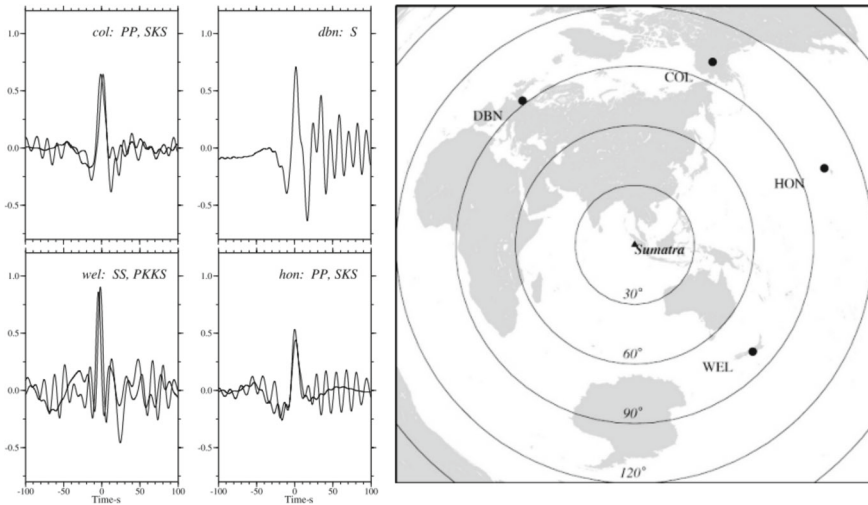 col: PP, SKS
dbn: S
1.0
0.5
0.0
-0.5
wel: SS, PKKS
hon: PP, SKS
1.0
0.5
0.0
-0.5
-100 -50 0 50 100
Time-s
-100 -50 0 50 100
Time-s
COL
DBN
HON
Sumatra
30°
WEL
60°
90°
120°